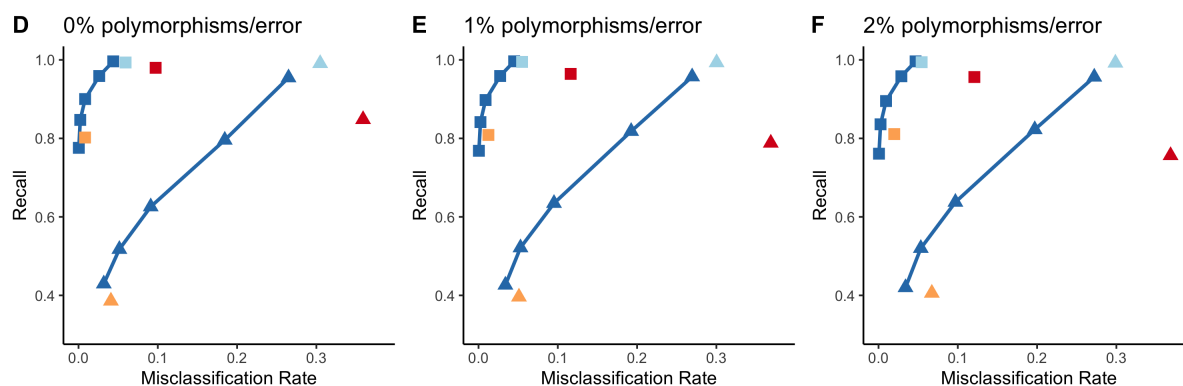 D 0% polymorphisms/error
Recall
1.0
0.8
0.6
0.4
0.0 0.1 0.2 0.3
Misclassification Rate
E 1% polymorphisms/error
Recall
1.0
0.8
0.6
0.4
0.0 0.1 0.2 0.3
Misclassification Rate
F 2% polymorphisms/error
Recall
1.0
0.8
0.6
0.4
0.0 0.1 0.2 0.3
Misclassification Rate